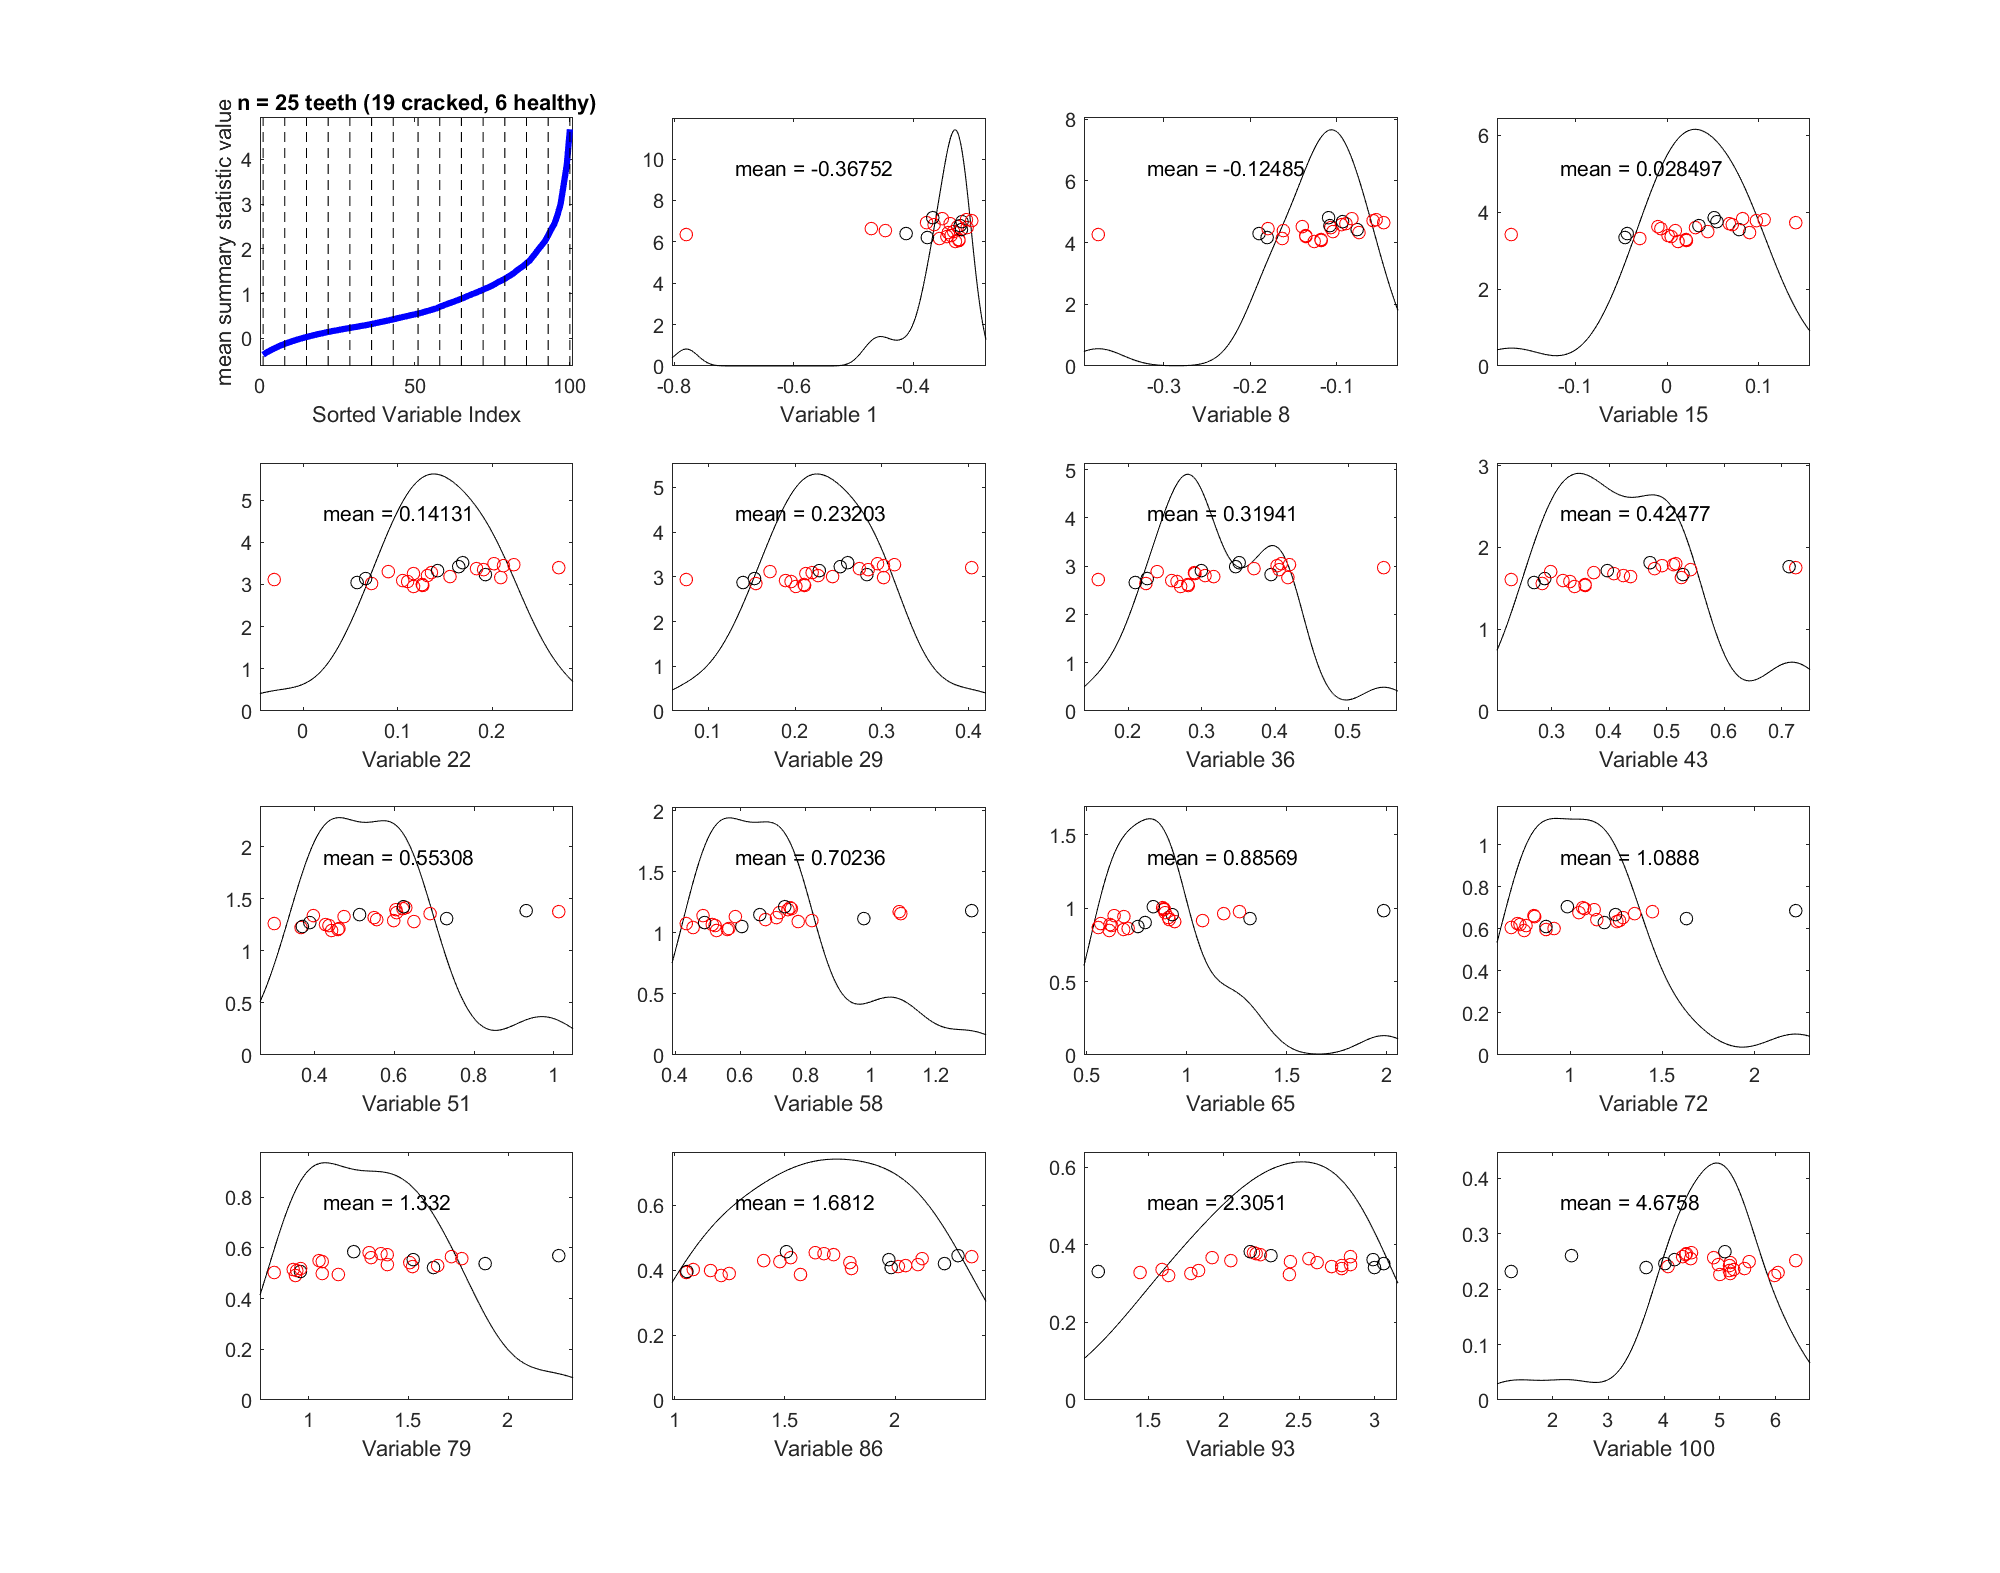 n = 25 teeth (19 cracked, 6 healthy)
mean summary statistic value
4
3
2
1
0
0 50 100
Sorted Variable Index
mean = -0.36752
10
8
6
4
2
0
-0.8 -0.6 -0.4
Variable 1
mean = -0.12485
8
6
4
2
0
-0.3 -0.2 -0.1
Variable 8
mean = 0.028497
6
4
2
0
-0.1 0 0.1
Variable 15
mean = 0.14131
5
4
3
2
1
0
0 0.1 0.2
Variable 22
mean = 0.23203
5
4
3
2
1
0
0.1 0.2 0.3 0.4
Variable 29
mean = 0.31941
5
4
3
2
1
0
0.2 0.3 0.4 0.5
Variable 36
mean = 0.42477
3
2
1
0
0.3 0.4 0.5 0.6 0.7
Variable 43
mean = 0.55308
2
1.5
1
0.5
0
0.4 0.6 0.8 1
Variable 51
mean = 0.70236
2
1.5
1
0.5
0
0.4 0.6 0.8 1 1.2
Variable 58
mean = 0.88569
1.5
1
0.5
0
0.5 1 1.5 2
Variable 65
mean = 1.0888
1
0.8
0.6
0.4
0.2
0
1 1.5 2
Variable 72
mean = 1.332
0.8
0.6
0.4
0.2
0
1 1.5 2
Variable 79
mean = 1.6812
0.6
0.4
0.2
0
1 1.5 2
Variable 86
mean = 2.3051
0.6
0.4
0.2
0
1.5 2 2.5 3
Variable 93
mean = 4.6758
0.4
0.3
0.2
0.1
0
2 3 4 5 6
Variable 100